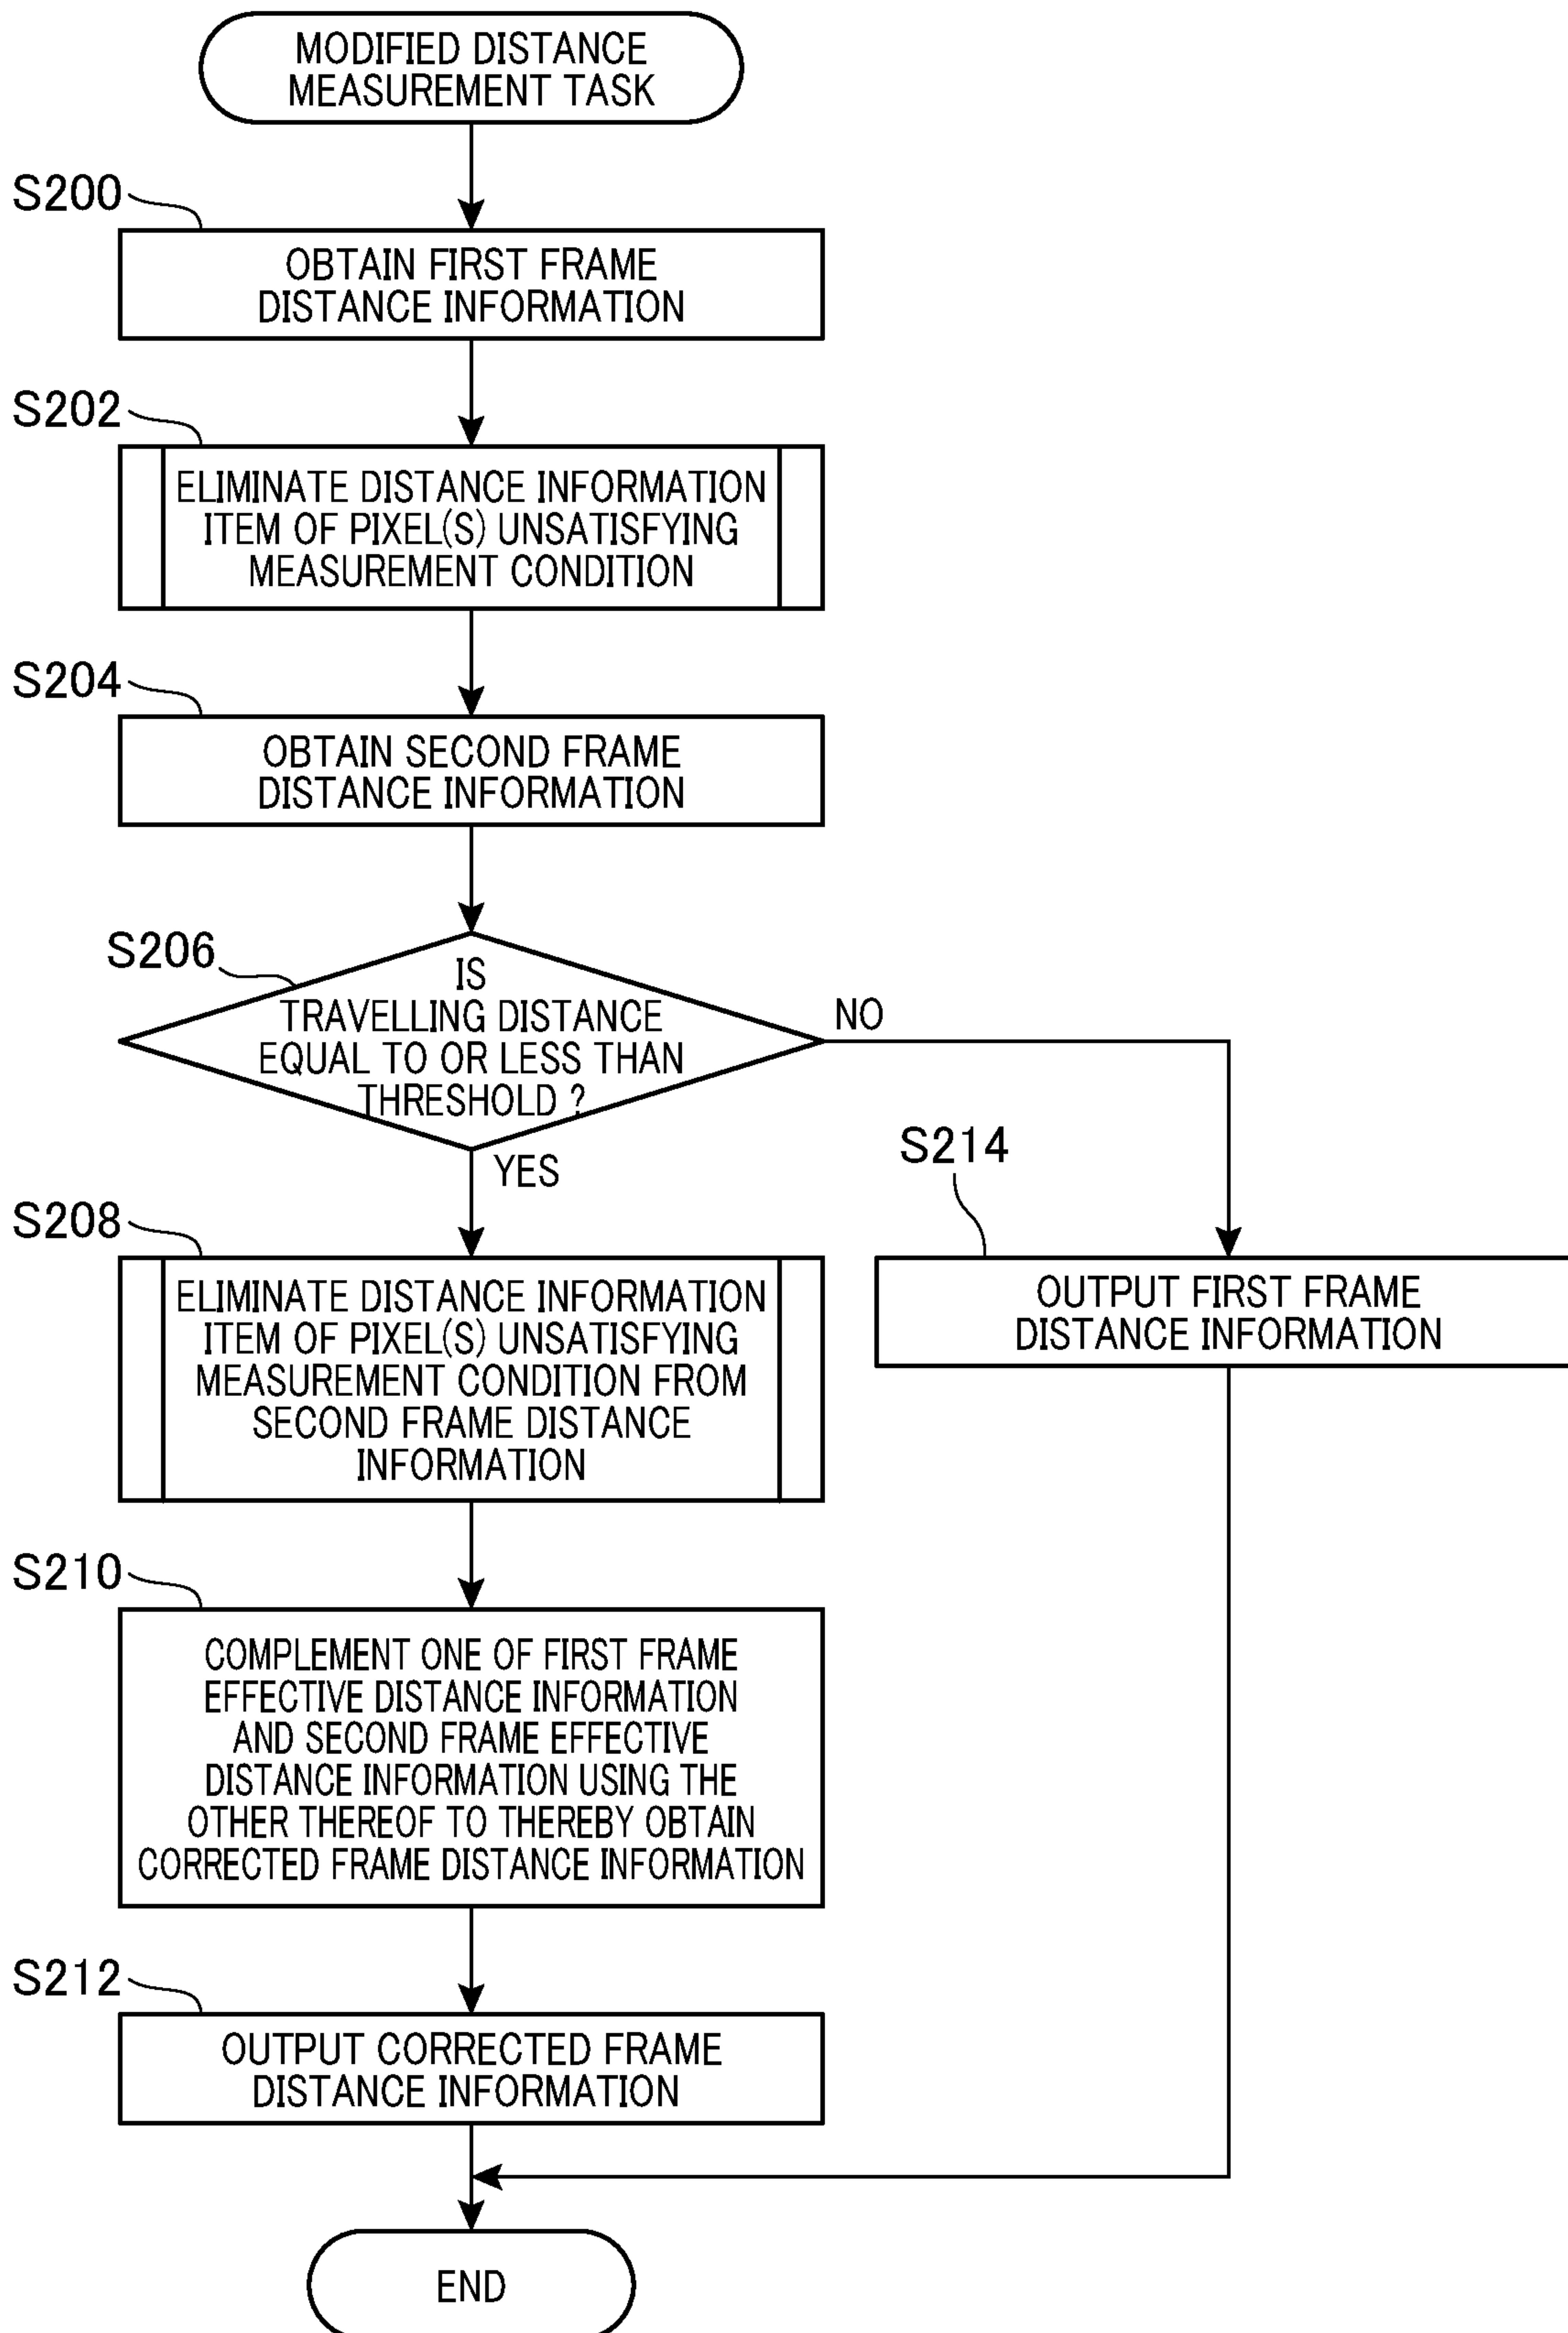 MODIFIED DISTANCE
MEASUREMENT TASK
S200
OBTAIN FIRST FRAME
DISTANCE INFORMATION
S202
ELIMINATE DISTANCE INFORMATION
ITEM OF PIXEL(S) UNSATISFYING
MEASUREMENT CONDITION
S204
OBTAIN SECOND FRAME
DISTANCE INFORMATION
S206
IS
TRAVELLING DISTANCE
EQUAL TO OR LESS THAN
THRESHOLD ?
NO
YES
S208
ELIMINATE DISTANCE INFORMATION
ITEM OF PIXEL(S) UNSATISFYING
MEASUREMENT CONDITION FROM
SECOND FRAME DISTANCE
INFORMATION
S214
OUTPUT FIRST FRAME
DISTANCE INFORMATION
S210
COMPLEMENT ONE OF FIRST FRAME
EFFECTIVE DISTANCE INFORMATION
AND SECOND FRAME EFFECTIVE
DISTANCE INFORMATION USING THE
OTHER THEREOF TO THEREBY OBTAIN
CORRECTED FRAME DISTANCE INFORMATION
S212
OUTPUT CORRECTED FRAME
DISTANCE INFORMATION
END